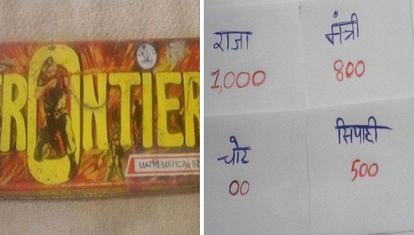 FRONTIER
MATHEMATICAL
राजा
1,000
मंत्री
800
चोर
00
सिपाही
500